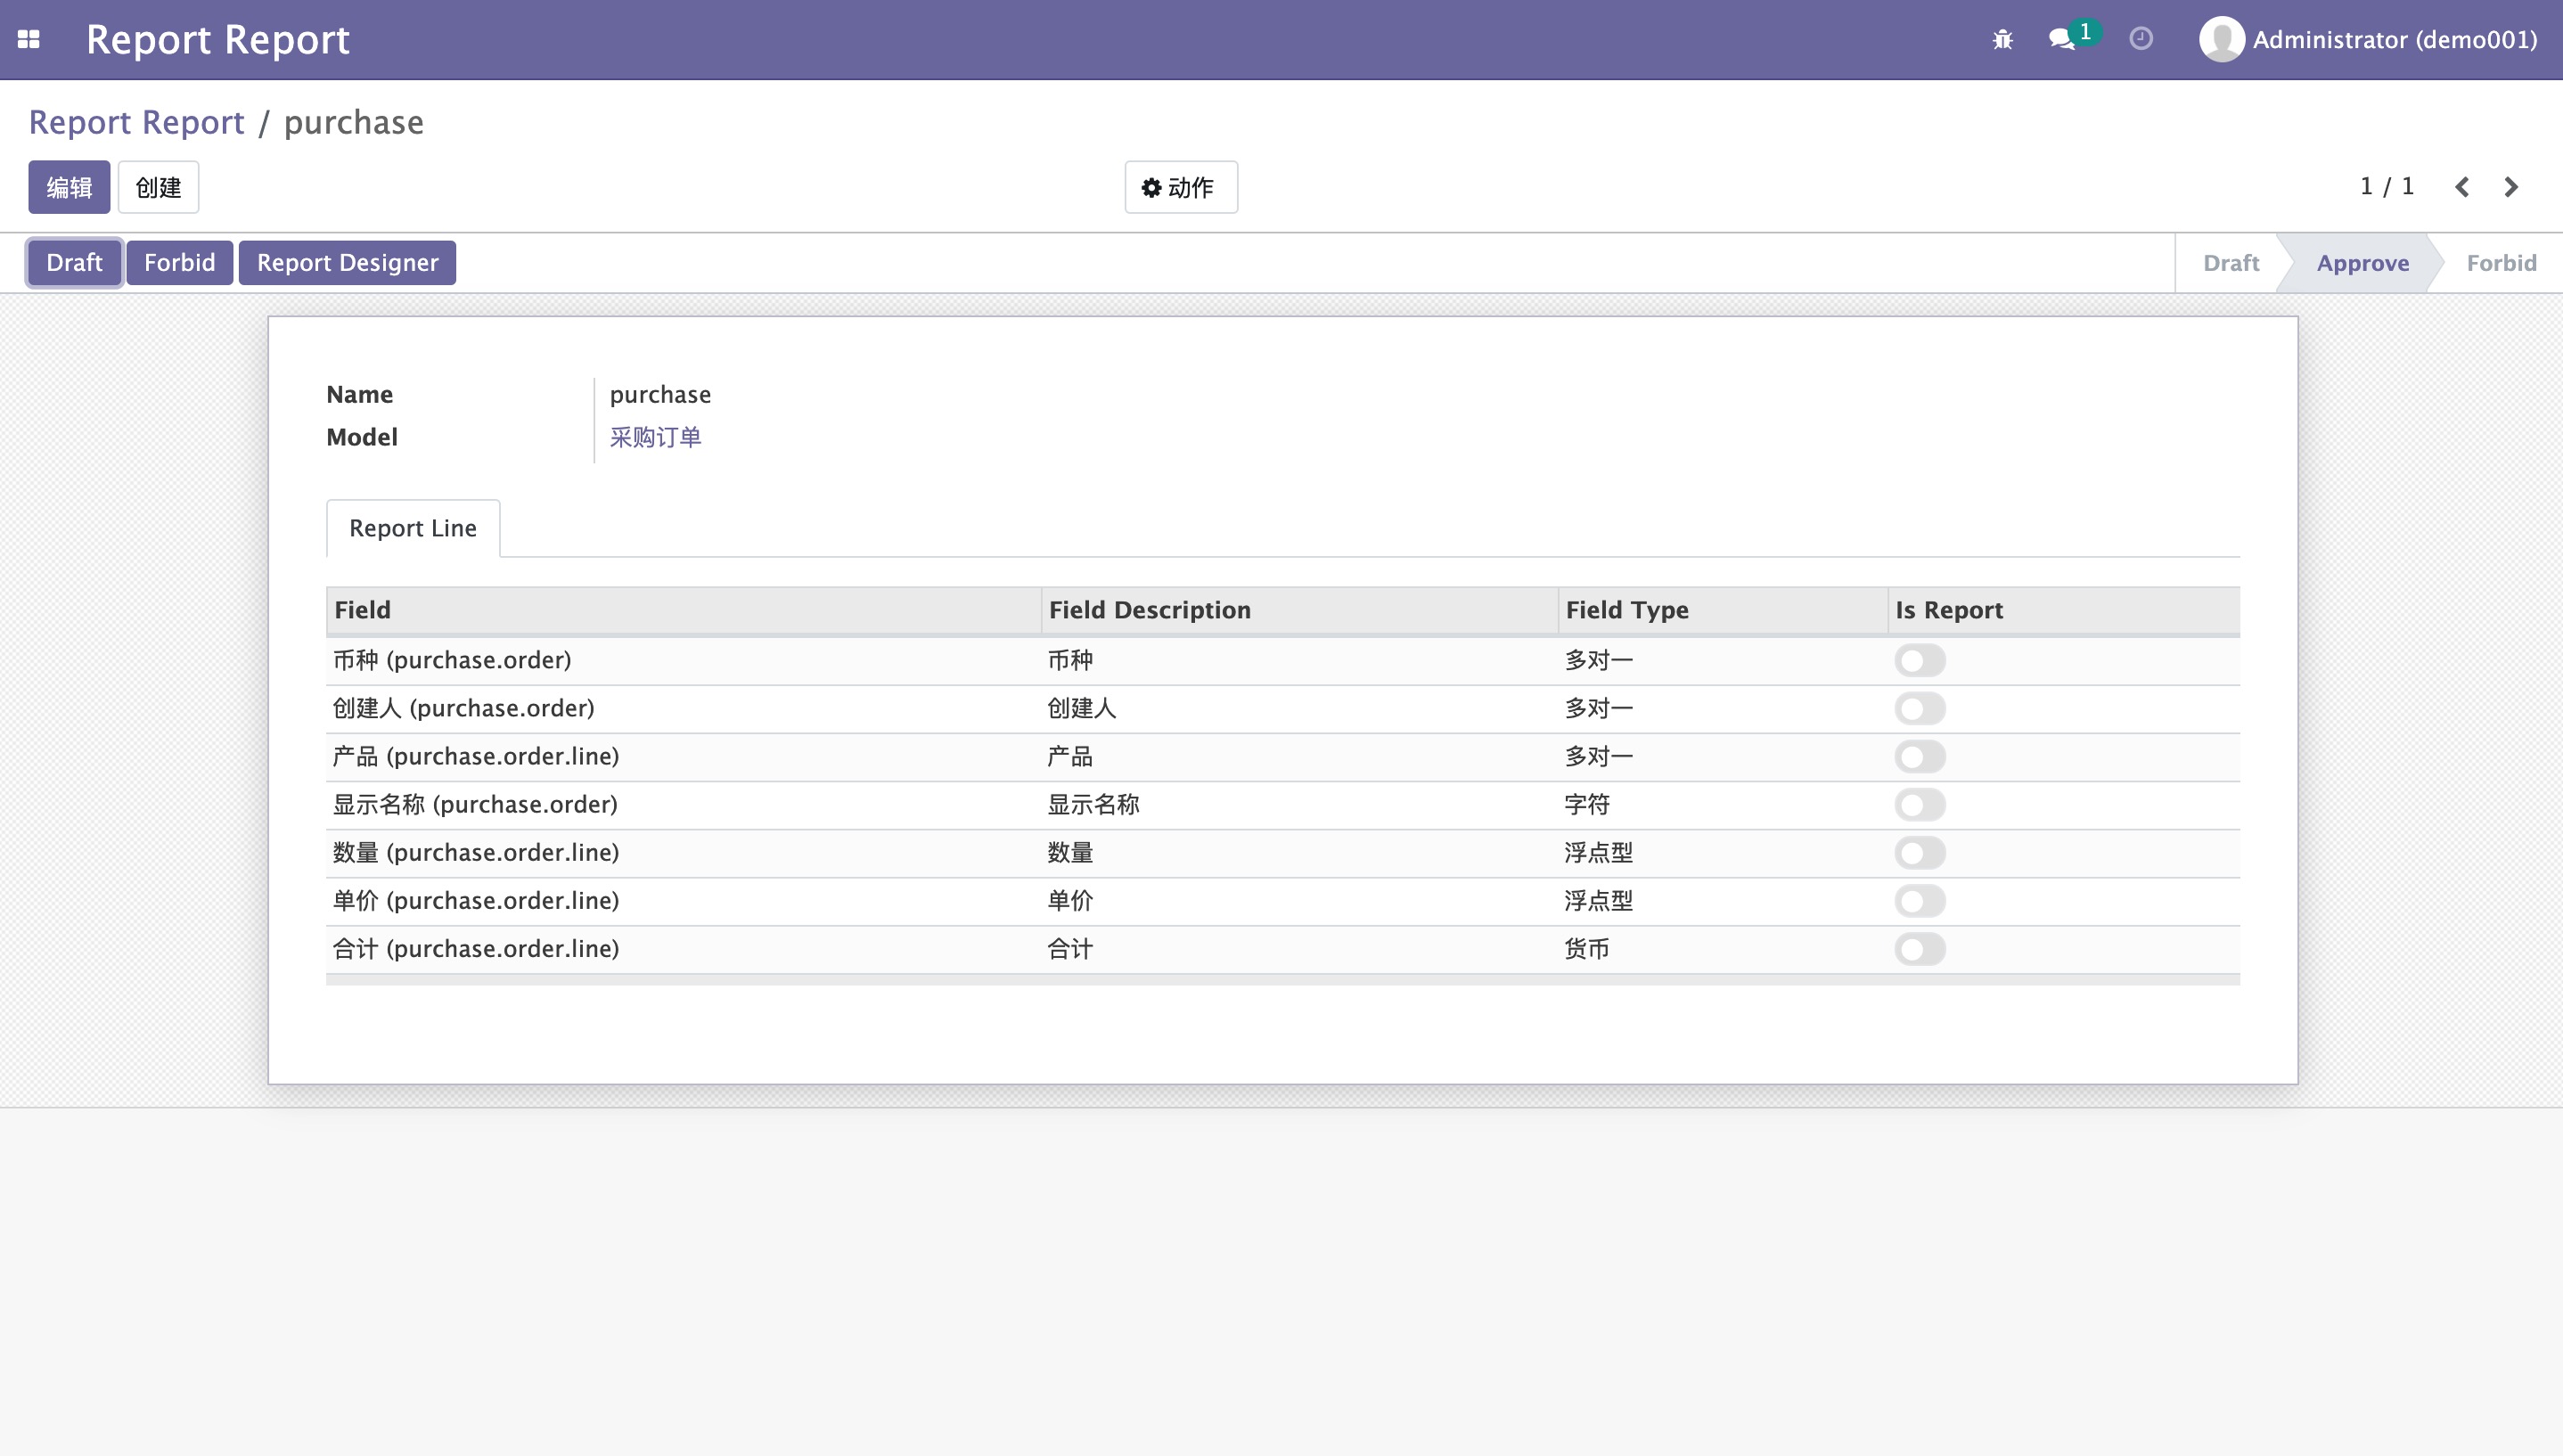 Report Report
1
Administrator (demo001)
Report Report / purchase
编辑 创建 动作 1 / 1
Draft Forbid Report Designer Draft Approve Forbid
Name purchase
Model 采购订单
Report Line
Field Field Description Field Type Is Report
币种 (purchase.order) 币种 多对一
创建人 (purchase.order) 创建人 多对一
产品 (purchase.order.line) 产品 多对一
显示名称 (purchase.order) 显示名称 字符
数量 (purchase.order.line) 数量 浮点型
单价 (purchase.order.line) 单价 浮点型
合计 (purchase.order.line) 合计 货币